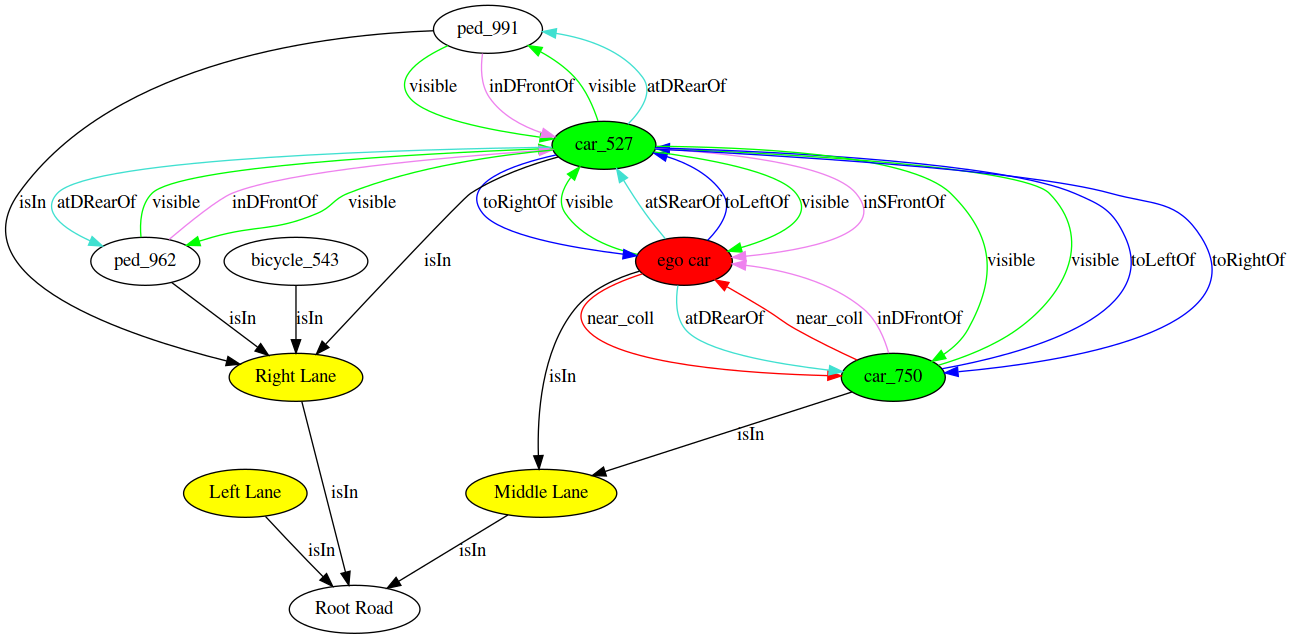 ped_991
visible
inDFrontOf
visible
atDRearOf
car_527
isIn
atDRearOf
visible
inDFrontOf
visible
toRightOf
visible
atSRearOf
toLeftOf
visible
inSFrontOf
ped_962
bicycle_543
isIn
ego car
visible
visible
toLeftOf
toRightOf
isIn
isIn
near_coll
atDRearOf
near_coll
inDFrontOf
Right Lane
isIn
car_750
isIn
Left Lane
isIn
Middle Lane
isIn
isIn
Root Road